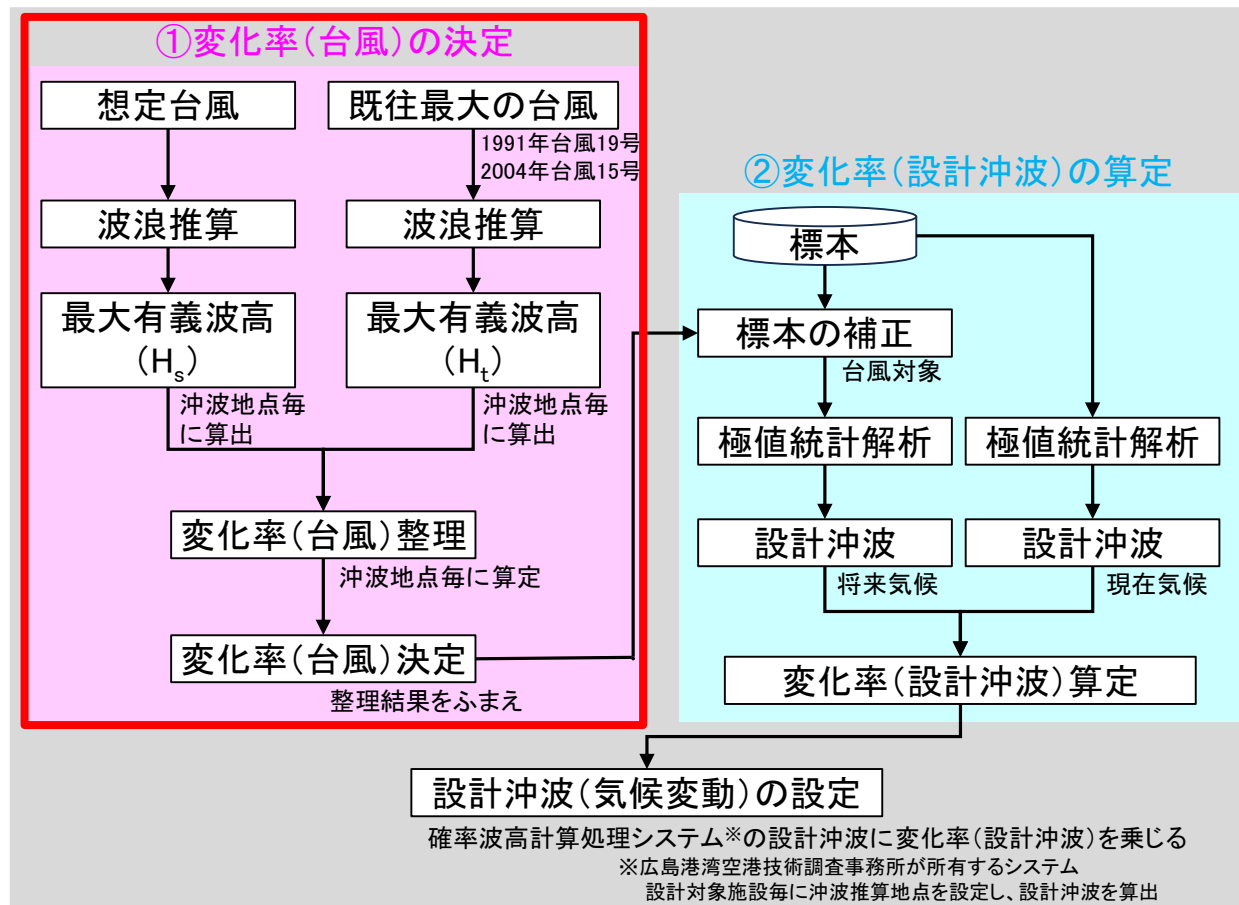 ①変化率(台風)の決定
想定台風
既往最大の台風
1991年台風19号
2004年台風15号
波浪推算
波浪推算
最大有義波高
(Hs)
最大有義波高
(Ht)
沖波地点毎
に算出
沖波地点毎
に算出
変化率(台風)整理
沖波地点毎に算定
変化率(台風)決定
整理結果をふまえ
②変化率(設計沖波)の算定
標本
標本の補正
台風対象
極値統計解析
極値統計解析
設計沖波
設計沖波
将来気候
現在気候
変化率(設計沖波)算定
設計沖波(気候変動)の設定
確率波高計算処理システム※の設計沖波に変化率(設計沖波)を乗じる
※広島港湾空港技術調査事務所が所有するシステム
設計対象施設毎に沖波推算地点を設定し、設計沖波を算出